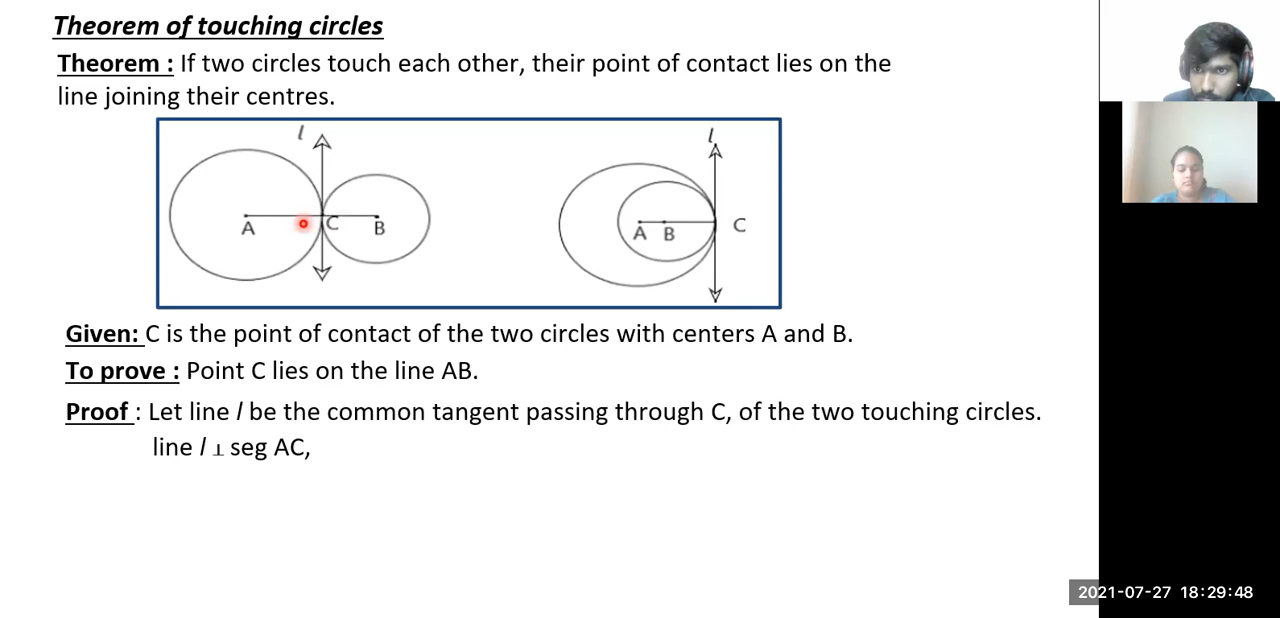 Theorem of touching circles
Theorem : If two circles touch each other, their point of contact lies on the
line joining their centres.
l
l
A
C
B
A
B
C
Given: C is the point of contact of the two circles with centers A and B.
To prove : Point C lies on the line AB.
Proof : Let line l be the common tangent passing through C, of the two touching circles.
line l ⊥ seg AC,
2021-07-27 18:29:48